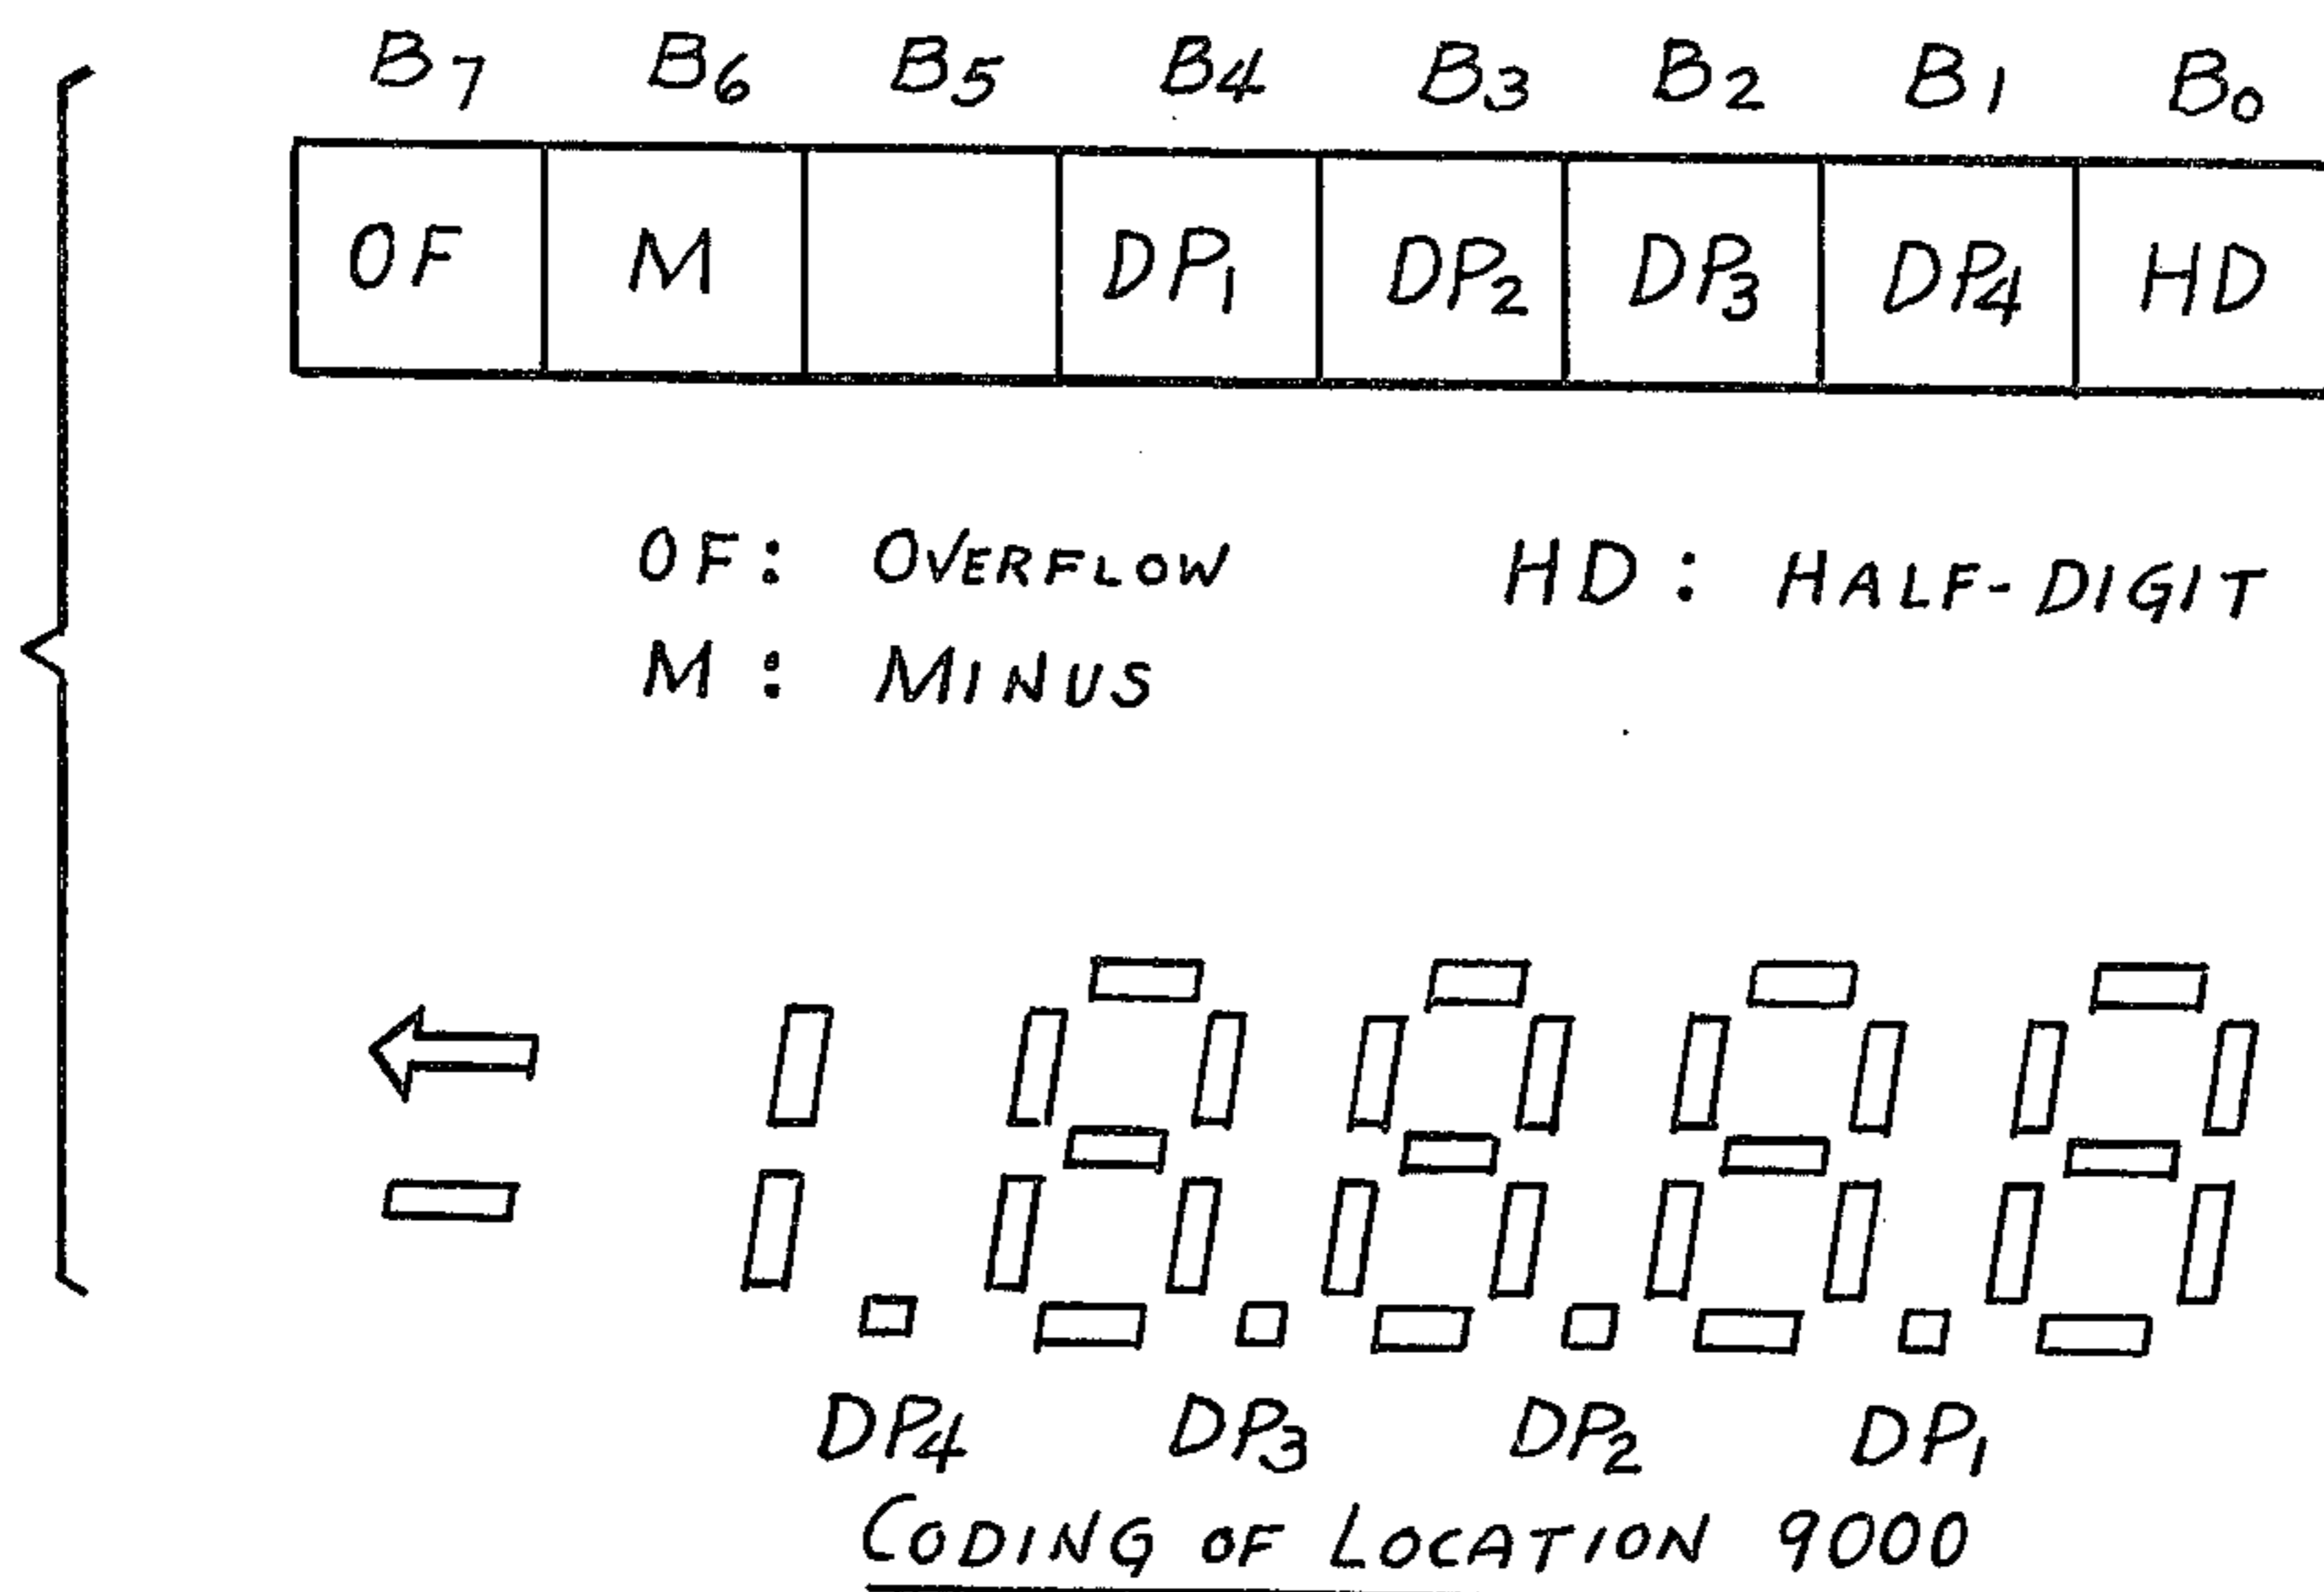 B7 B6 B5 B4 B3 B2 B1 B0
OF M DP1 DP2 DP3 DP4 HD
OF: OVERFLOW HD: HALF-DIGIT
M: MINUS
DP4 DP3 DP2 DP1
CODING OF LOCATION 9000